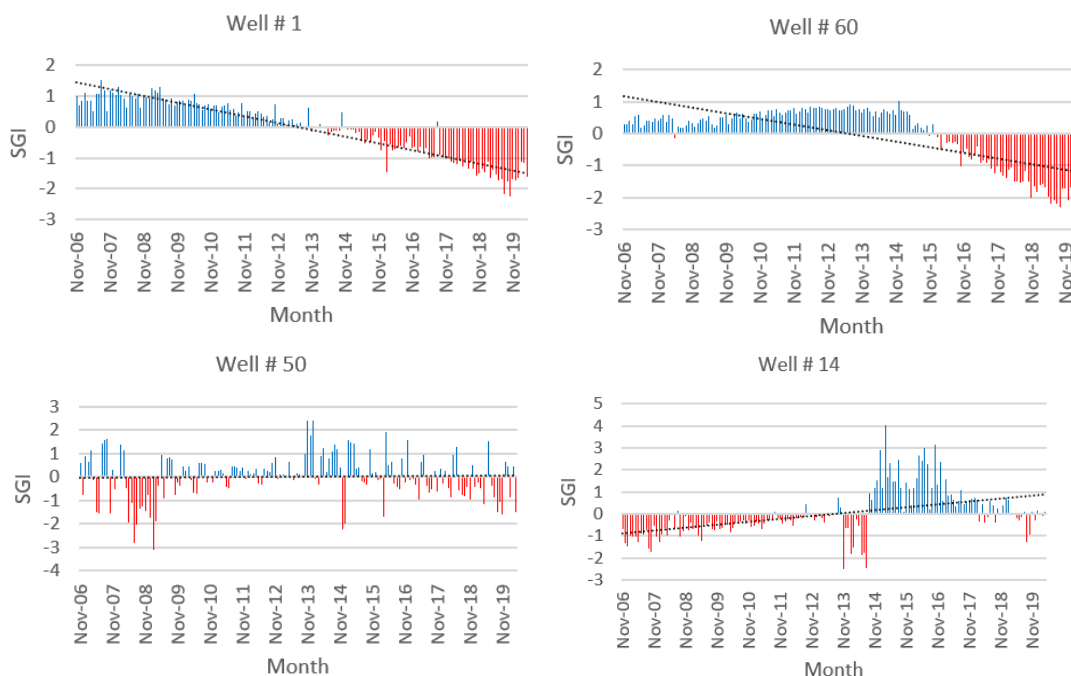 Well # 1
2
1
0
-1
-2
-3
SGI
Nov-06
Nov-07
Nov-08
Nov-09
Nov-10
Nov-11
Nov-12
Nov-13
Nov-14
Nov-15
Nov-16
Nov-17
Nov-18
Nov-19
Month
Well # 60
2
1
0
-1
-2
-3
SGI
Nov-06
Nov-07
Nov-08
Nov-09
Nov-10
Nov-11
Nov-12
Nov-13
Nov-14
Nov-15
Nov-16
Nov-17
Nov-18
Nov-19
Month
Well # 50
3
2
1
0
-1
-2
-3
-4
SGI
Nov-06
Nov-07
Nov-08
Nov-09
Nov-10
Nov-11
Nov-12
Nov-13
Nov-14
Nov-15
Nov-16
Nov-17
Nov-18
Nov-19
Month
Well # 14
5
4
3
2
1
0
-1
-2
-3
SGI
Nov-06
Nov-07
Nov-08
Nov-09
Nov-10
Nov-11
Nov-12
Nov-13
Nov-14
Nov-15
Nov-16
Nov-17
Nov-18
Nov-19
Month